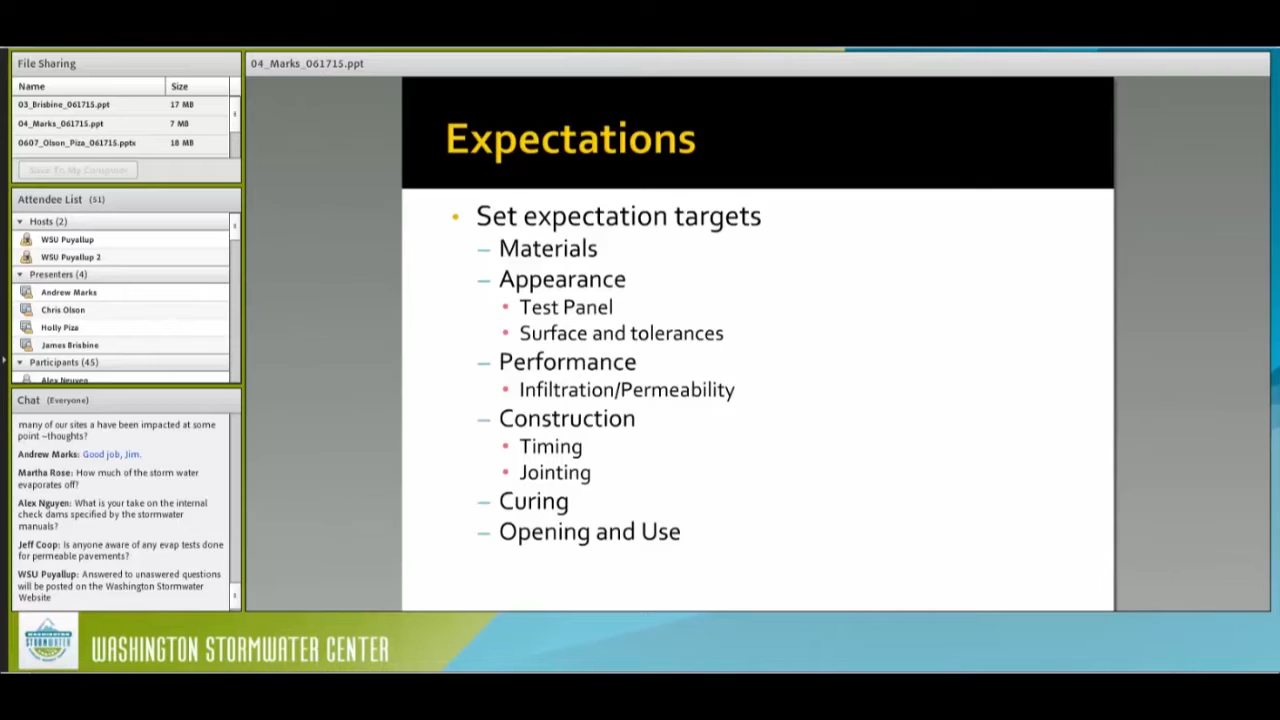 File Sharing
Name Size
03_Brisbine_061715.ppt 17 MB
04_Marks_061715.ppt 7 MB
0607_Olson_Piza_061715.pptx 18 MB
Save To My Computer
Attendee List (51)
Hosts (2)
WSU Puyallup
WSU Puyallup 2
Presenters (4)
Andrew Marks
Chris Olson
Holly Piza
James Brisbine
Participants (45)
Alex Nguyen
Chat (Everyone)
many of our sites a have been impacted at some
point ~thoughts?
Andrew Marks: Good job, Jim.
Martha Rose: How much of the storm water
evaporates off?
Alex Nguyen: What is your take on the internal
check dams specified by the stormwater
manuals?
Jeff Coop: Is anyone aware of any evap tests done
for permeable pavements?
WSU Puyallup: Answered to unaswered questions
will be posted on the Washington Stormwater
Website
04_Marks_061715.ppt
Expectations
• Set expectation targets
– Materials
– Appearance
• Test Panel
• Surface and tolerances
– Performance
• Infiltration/Permeability
– Construction
• Timing
• Jointing
– Curing
– Opening and Use
WASHINGTON STORMWATER CENTER